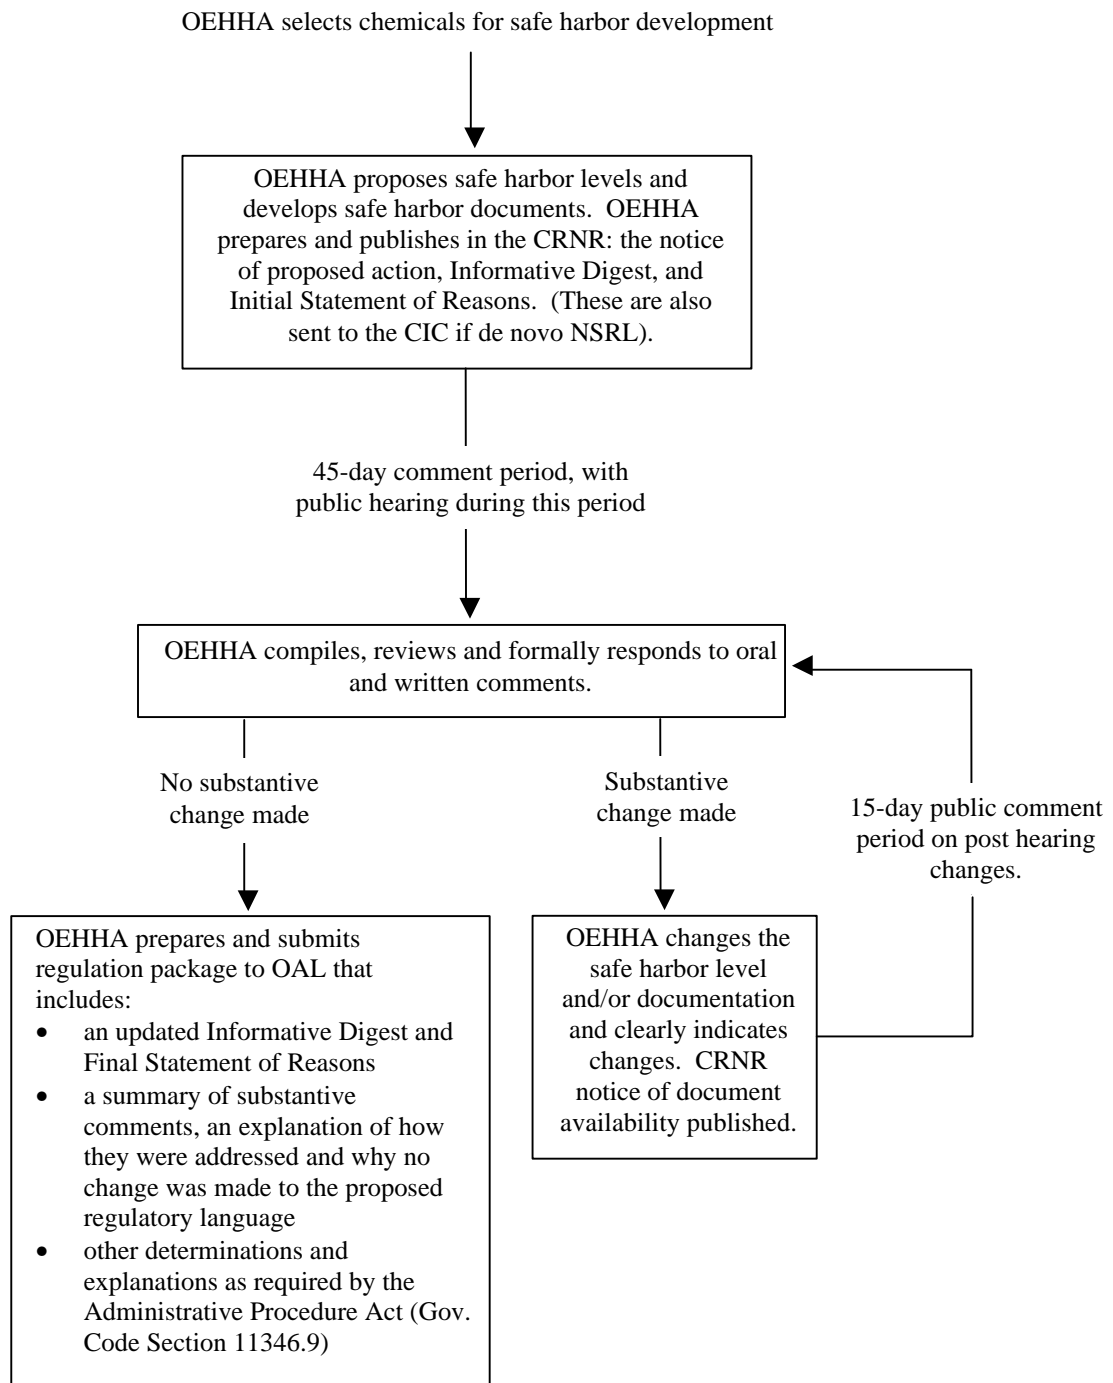 OEHHA selects chemicals for safe harbor development
OEHHA proposes safe harbor levels and
develops safe harbor documents.  OEHHA
prepares and publishes in the CRNR: the notice
of proposed action, Informative Digest, and
Initial Statement of Reasons.  (These are also
sent to the CIC if de novo NSRL).
45-day comment period, with
public hearing during this period
OEHHA compiles, reviews and formally responds to oral
and written comments.
No substantive
change made
Substantive
change made
15-day public comment
period on post hearing
changes.
OEHHA prepares and submits
regulation package to OAL that
includes:
• an updated Informative Digest and
Final Statement of Reasons
• a summary of substantive
comments, an explanation of how
they were addressed and why no
change was made to the proposed
regulatory language
• other determinations and
explanations as required by the
Administrative Procedure Act (Gov.
Code Section 11346.9)
OEHHA changes the
safe harbor level
and/or documentation
and clearly indicates
changes.  CRNR
notice of document
availability published.